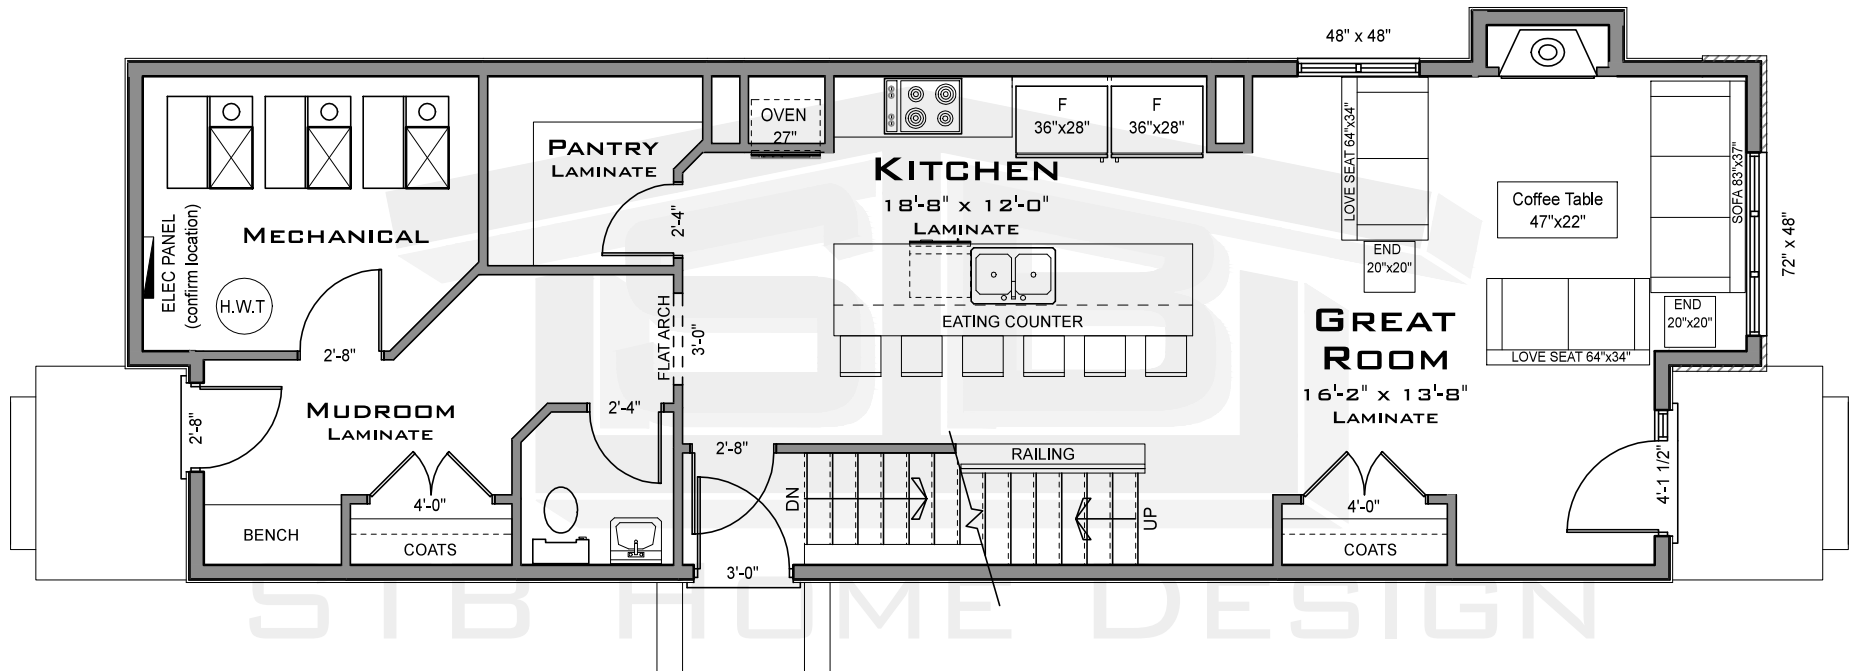 48" x 48"
OVEN
27"
F
36"x28"
F
36"x28"
PANTRY
LAMINATE
KITCHEN
18'-8" x 12'-0"
LAMINATE
LOVE SEAT 64"x34"
Coffee Table
47"x22"
SOFA 83"x37"
72" x 48"
2'-4"
MECHANICAL
ELEC PANEL
(confirm location)
H.W.T
END
20"x20"
END
20"x20"
EATING COUNTER
FLAT ARCH
3'-0"
GREAT
ROOM
16'-2" x 13'-8"
LAMINATE
LOVE SEAT 64"x34"
2'-8"
2'-8"
MUDROOM
LAMINATE
2'-4"
2'-8"
RAILING
4'-1 1/2"
DN
UP
4'-0"
4'-0"
BENCH
COATS
COATS
3'-0"
STB
STB HOME DESIGN